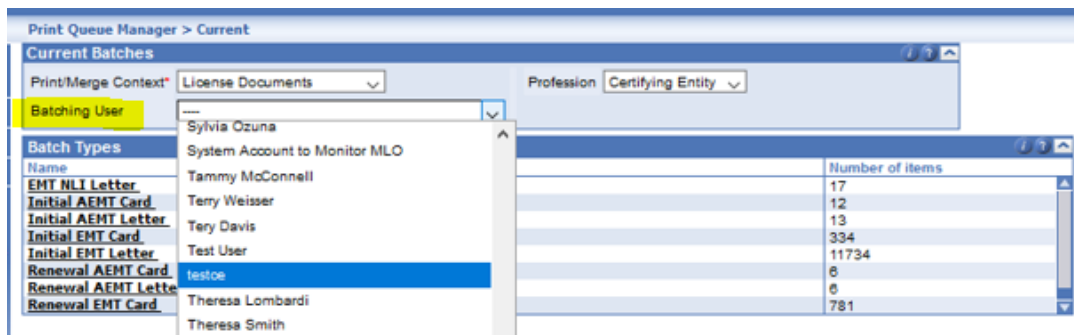 Print Queue Manager > Current
Current Batches
Print/Merge Context* License Documents Profession Certifying Entity
Batching User ----
Sylvia Ozuna
System Account to Monitor MLO
Tammy McConnell
Terry Weisser
Tery Davis
Test User
testce
Theresa Lombardi
Theresa Smith
Batch Types
Name Number of items
EMT NLI Letter 17
Initial AEMT Card 12
Initial AEMT Letter 13
Initial EMT Card 334
Initial EMT Letter 11734
Renewal AEMT Card 6
Renewal AEMT Lette 6
Renewal EMT Card 781